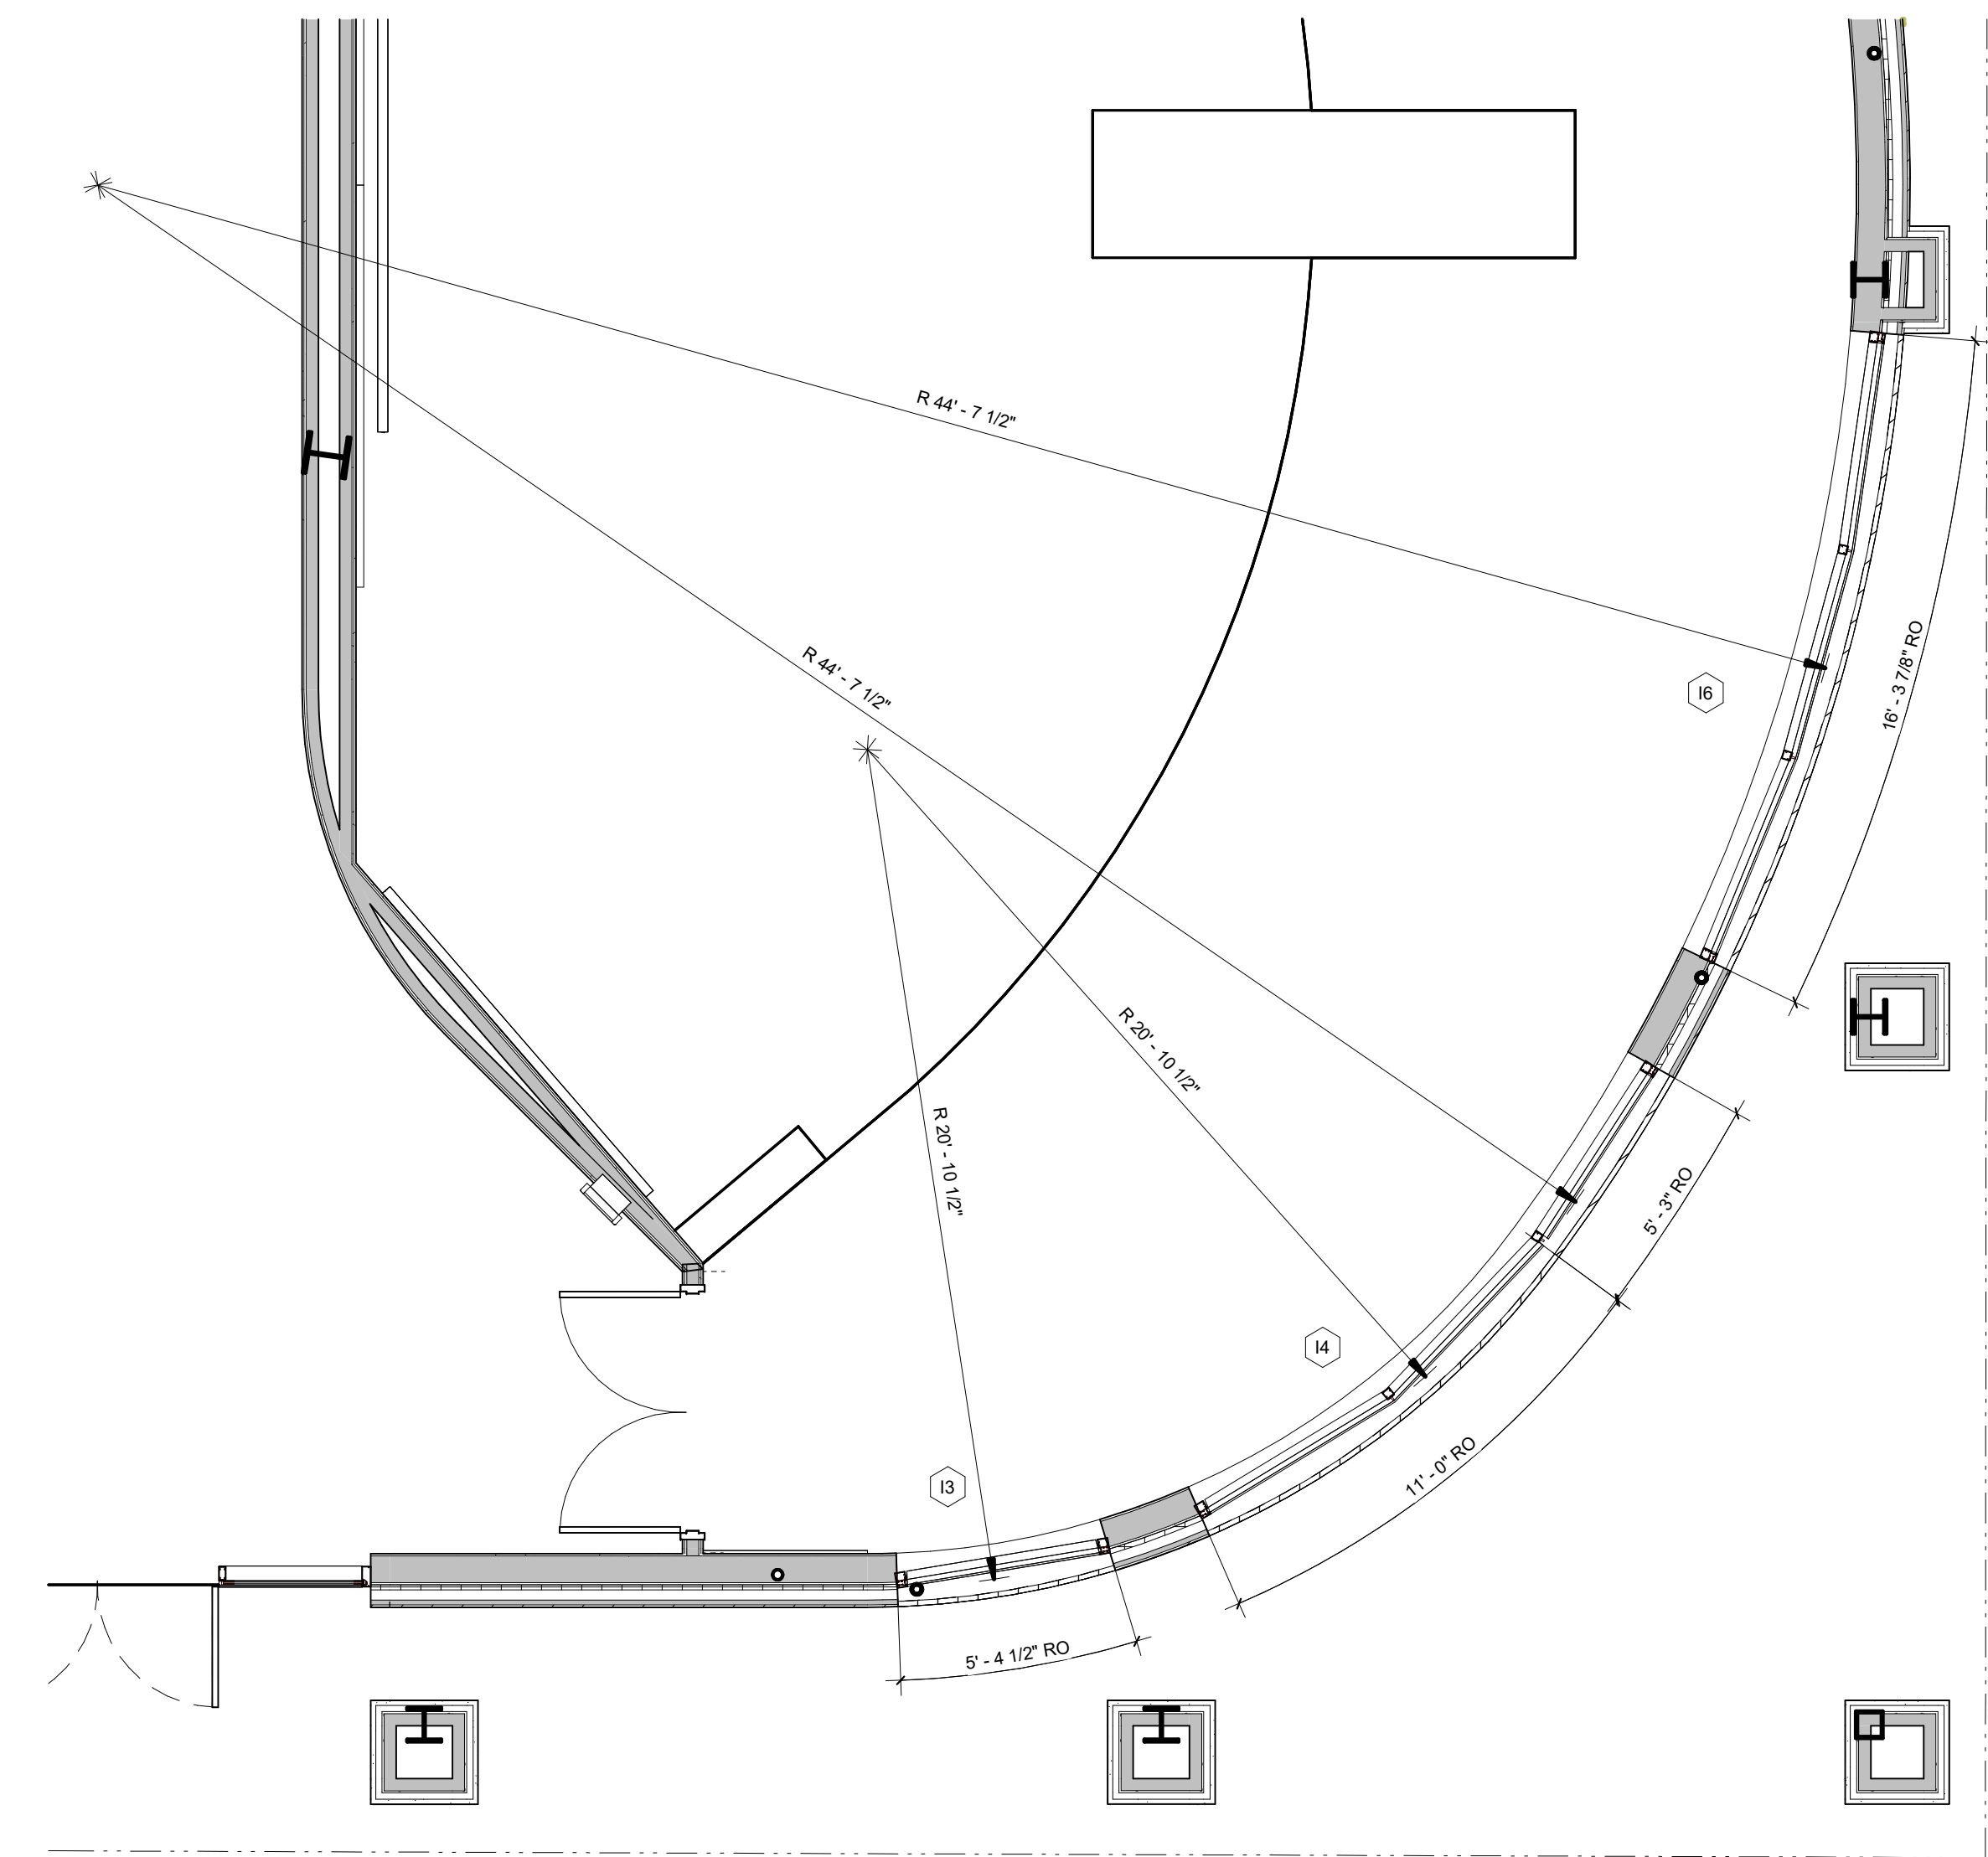 R 44' - 7 1/2"
R 44' - 7 1/2"
I6
16' - 3 7/8" RO
R 20' - 10 1/2"
R 20' - 10 1/2"
5' - 3" RO
I4
11' - 0" RO
I3
5' - 4 1/2" RO